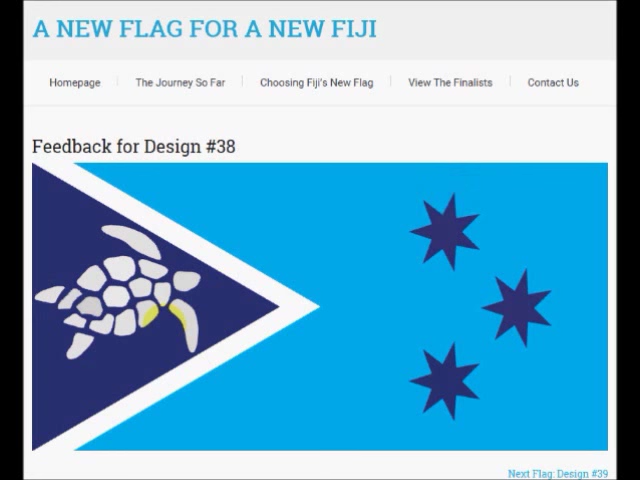 A NEW FLAG FOR A NEW FIJI
Homepage The Journey So Far Choosing Fiji's New Flag View The Finalists Contact Us
Feedback for Design #38
Next Flag: Design #39